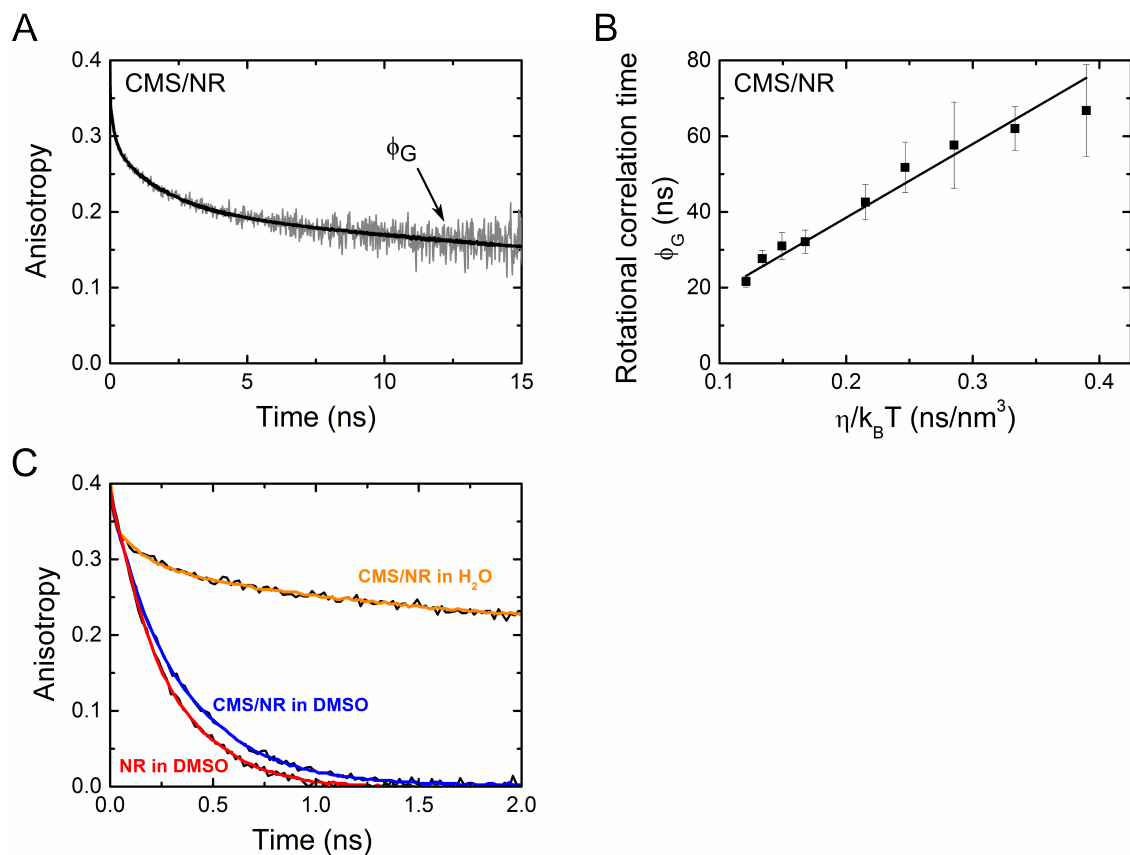 A
CMS/NR
ϕG
0.4
0.3
0.2
0.1
0.0
Anisotropy
0 5 10 15
Time (ns)
B
CMS/NR
80
60
40
20
0
Rotational correlation time
ϕG (ns)
0.1 0.2 0.3 0.4
η/kBT (ns/nm³)
C
0.4
0.3
0.2
0.1
0.0
Anisotropy
CMS/NR in H₂O
CMS/NR in DMSO
NR in DMSO
0.0 0.5 1.0 1.5 2.0
Time (ns)